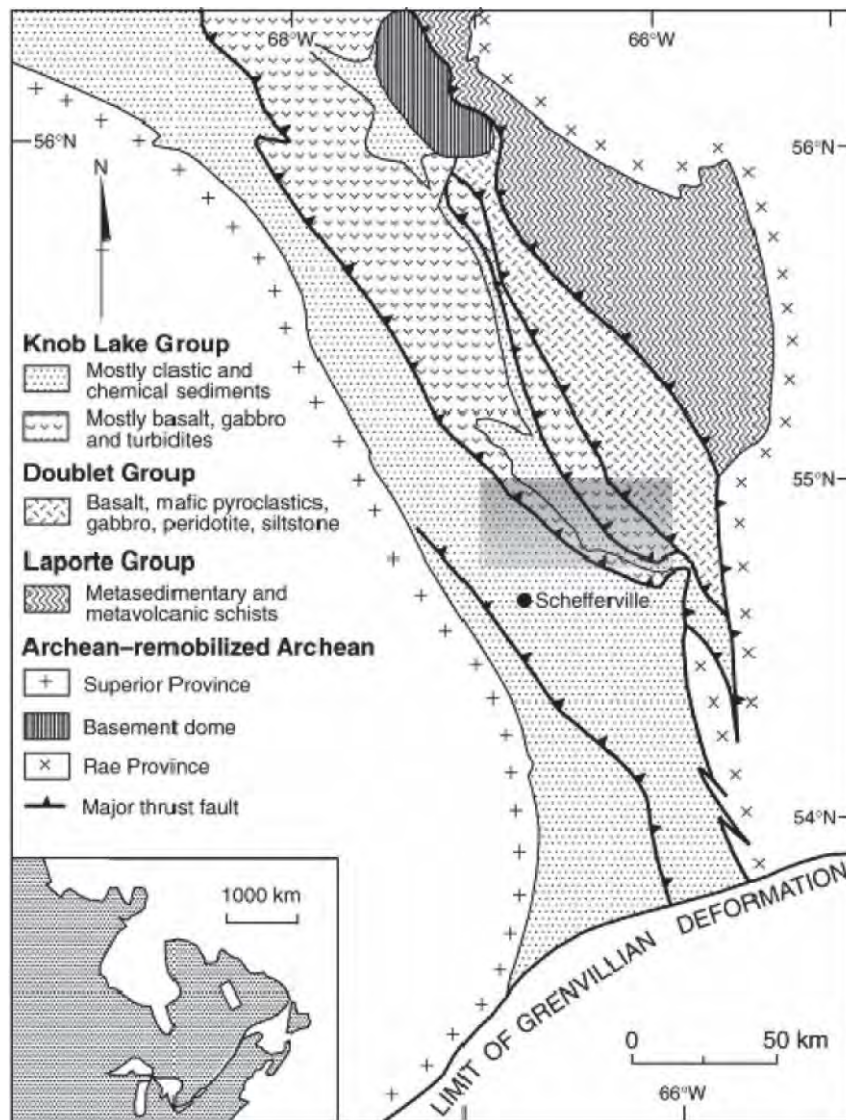 68°W
66°W
56°N
56°N
N
Knob Lake Group
Mostly clastic and
chemical sediments
Mostly basalt, gabbro
and turbidites
Doublet Group
Basalt, mafic pyroclastics,
gabbro, peridotite, siltstone
Laporte Group
Metasedimentary and
metavolcanic schists
Archean–remobilized Archean
Superior Province
Basement dome
Rae Province
Major thrust fault
55°N
Schefferville
54°N
1000 km
LIMIT OF GRENVILLIAN DEFORMATION
0 50 km
66°W